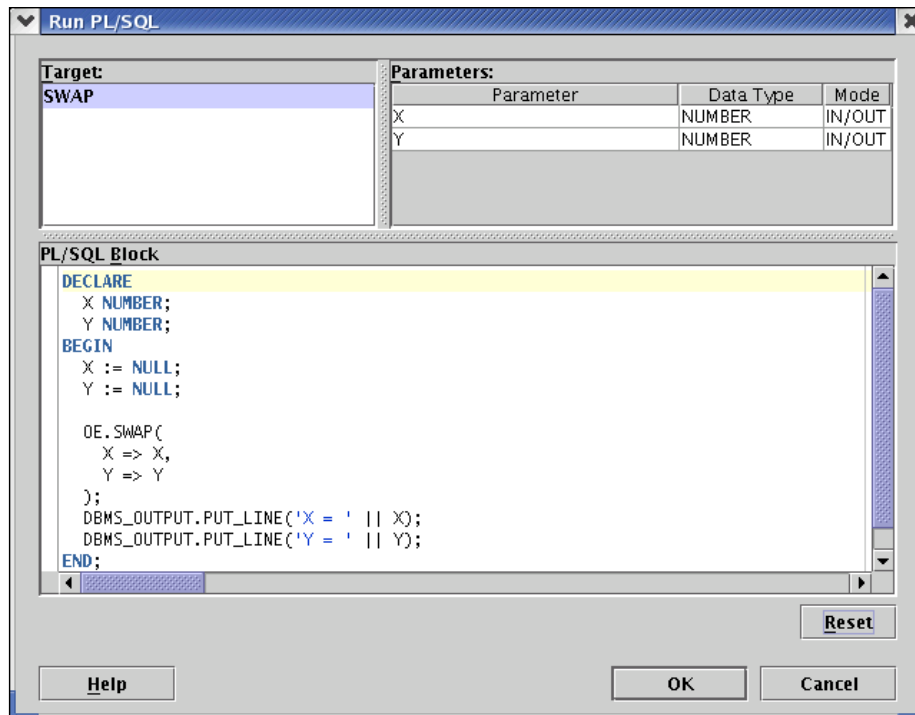 Run PL/SQL
Target:
SWAP
Parameters:
Parameter Data Type Mode
X NUMBER IN/OUT
Y NUMBER IN/OUT
PL/SQL Block
DECLARE
  X NUMBER;
  Y NUMBER;
BEGIN
  X := NULL;
  Y := NULL;
  OE.SWAP(
    X => X,
    Y => Y
  );
  DBMS_OUTPUT.PUT_LINE('X = ' || X);
  DBMS_OUTPUT.PUT_LINE('Y = ' || Y);
END;
Reset
Help OK Cancel